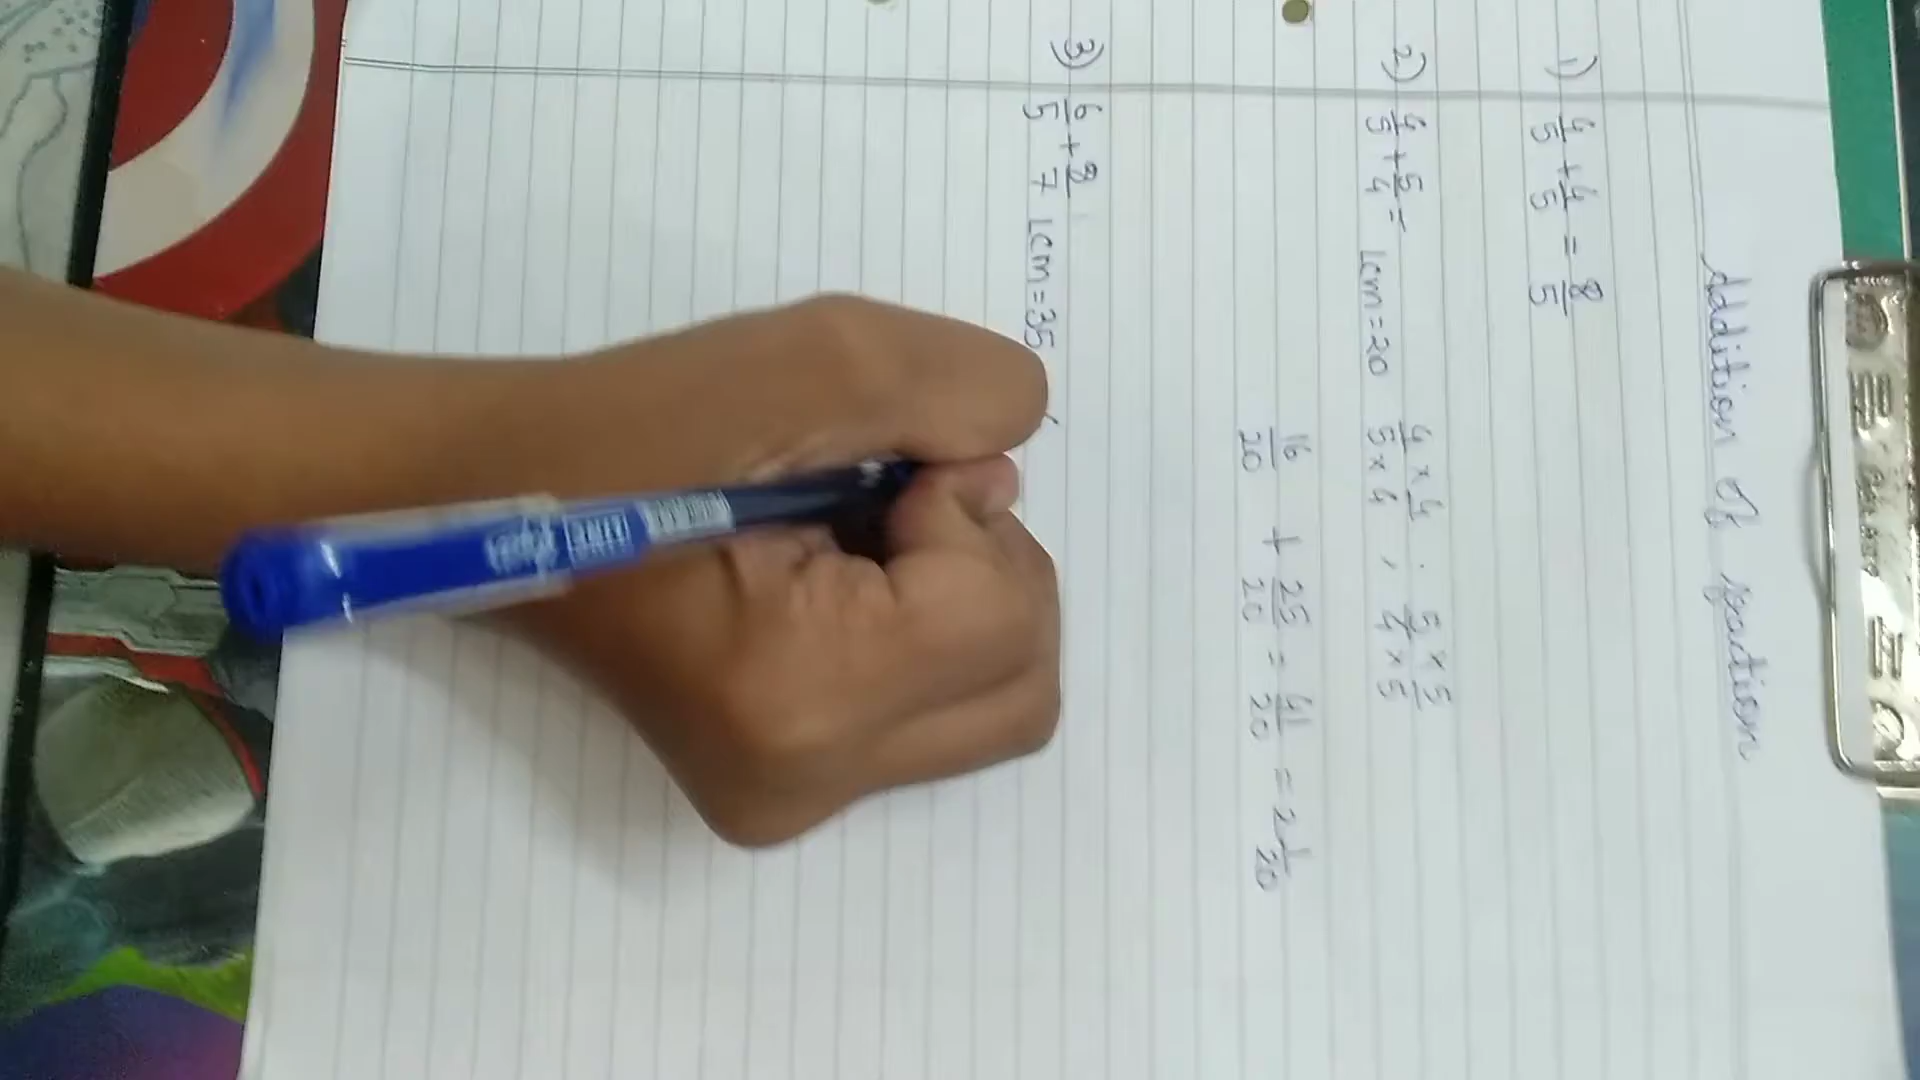 Addition of fraction
1) 4/5 + 4/5 = 8/5
2) 4/5 + 5/4 = Lcm=20 4/5 × 4/4 ; 5/4 × 5/5
16/20 + 25/20 = 41/20 = 2 1/20
3) 6/5 + 8/7 Lcm=35